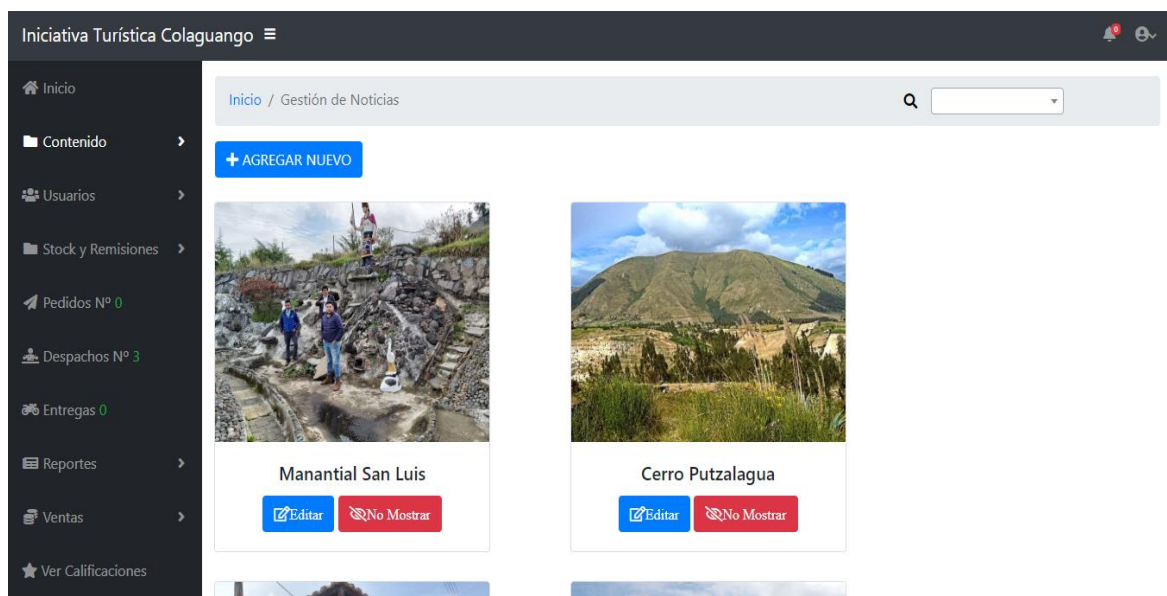 Iniciativa Turística Colaguango
0
Inicio
Inicio / Gestión de Noticias
Contenido
+ AGREGAR NUEVO
Usuarios
Stock y Remisiones
Pedidos Nº 0
Despachos Nº 3
Entregas 0
Reportes
Ventas
Ver Calificaciones
Manantial San Luis
Editar No Mostrar
Cerro Putzalagua
Editar No Mostrar